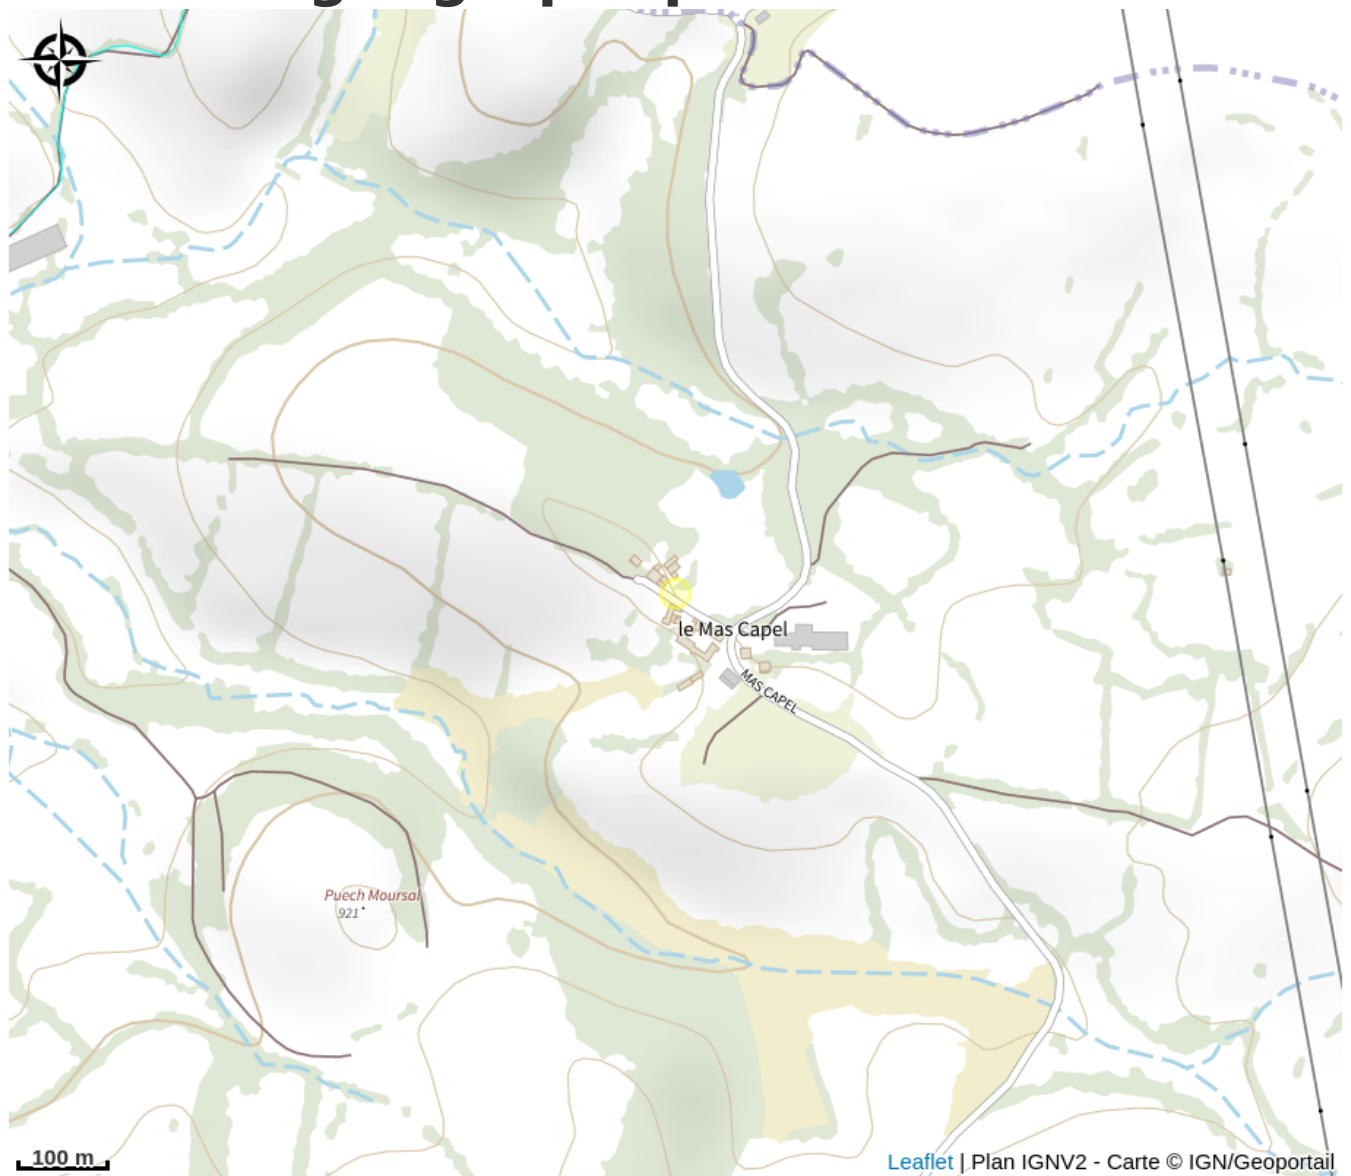 le Mas Capel
MAS CAPEL
Puech Moursal
921
100 m
Leaflet | Plan IGNV2 - Carte © IGN/Geoportail